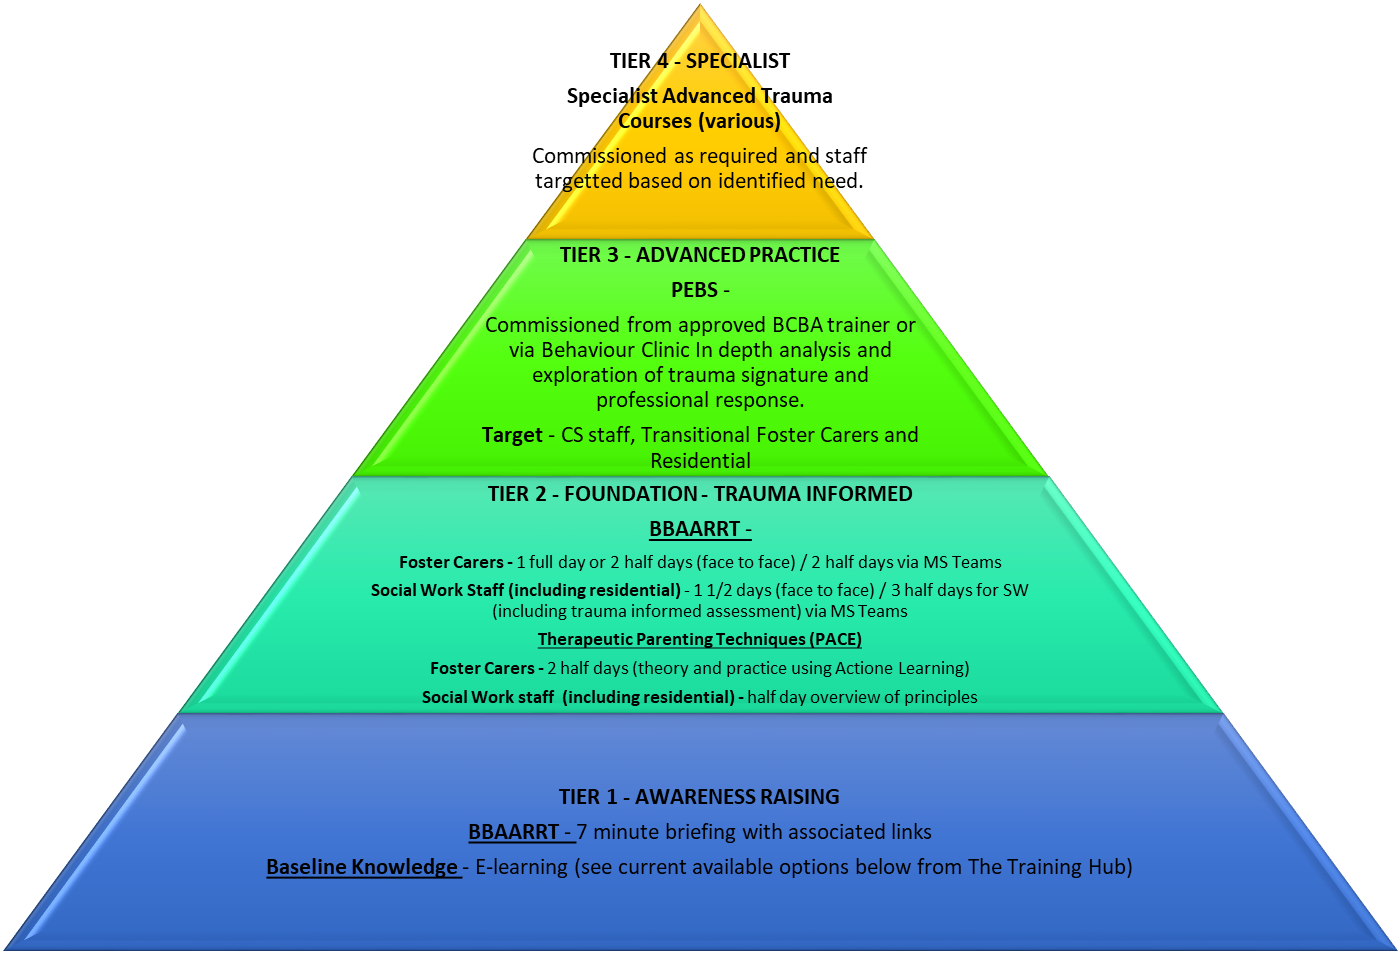 TIER 4 - SPECIALIST
Specialist Advanced Trauma
Courses (various)
Commissioned as required and staff
targetted based on identified need.
TIER 3 - ADVANCED PRACTICE
PEBS -
Commissioned from approved BCBA trainer or
via Behaviour Clinic In depth analysis and
exploration of trauma signature and
professional response.
Target - CS staff, Transitional Foster Carers and
Residential
TIER 2 - FOUNDATION - TRAUMA INFORMED
BBAARRT -
Foster Carers - 1 full day or 2 half days (face to face) / 2 half days via MS Teams
Social Work Staff (including residential) - 1 1/2 days (face to face) / 3 half days for SW
(including trauma informed assessment) via MS Teams
Therapeutic Parenting Techniques (PACE)
Foster Carers - 2 half days (theory and practice using Actione Learning)
Social Work staff (including residential) - half day overview of principles
TIER 1 - AWARENESS RAISING
BBAARRT - 7 minute briefing with associated links
Baseline Knowledge - E-learning (see current available options below from The Training Hub)